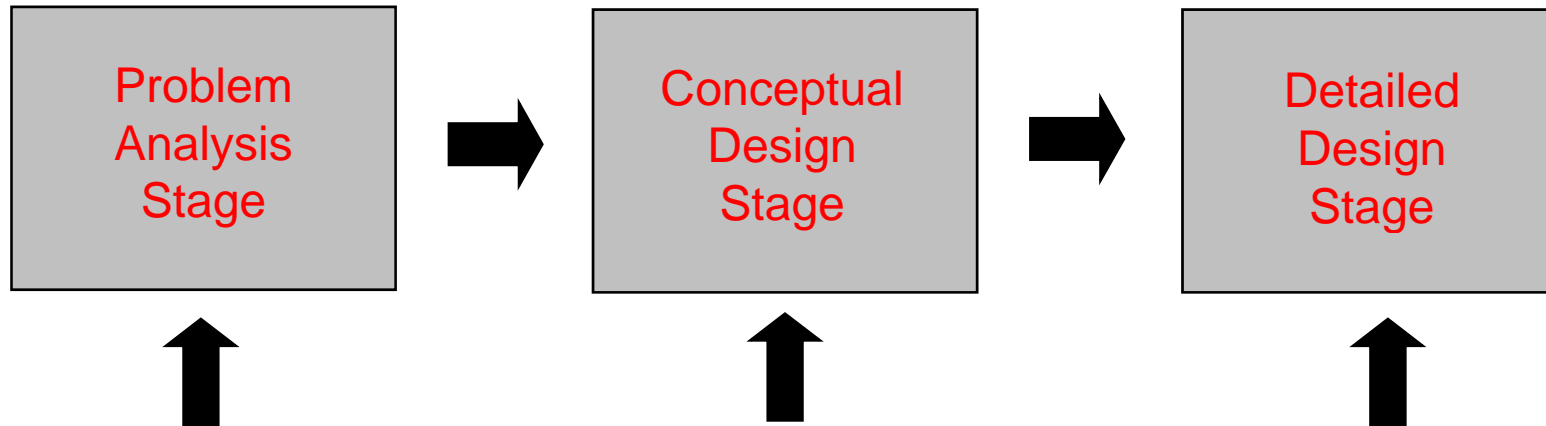 Problem
Analysis
Stage
Conceptual
Design
Stage
Detailed
Design
Stage